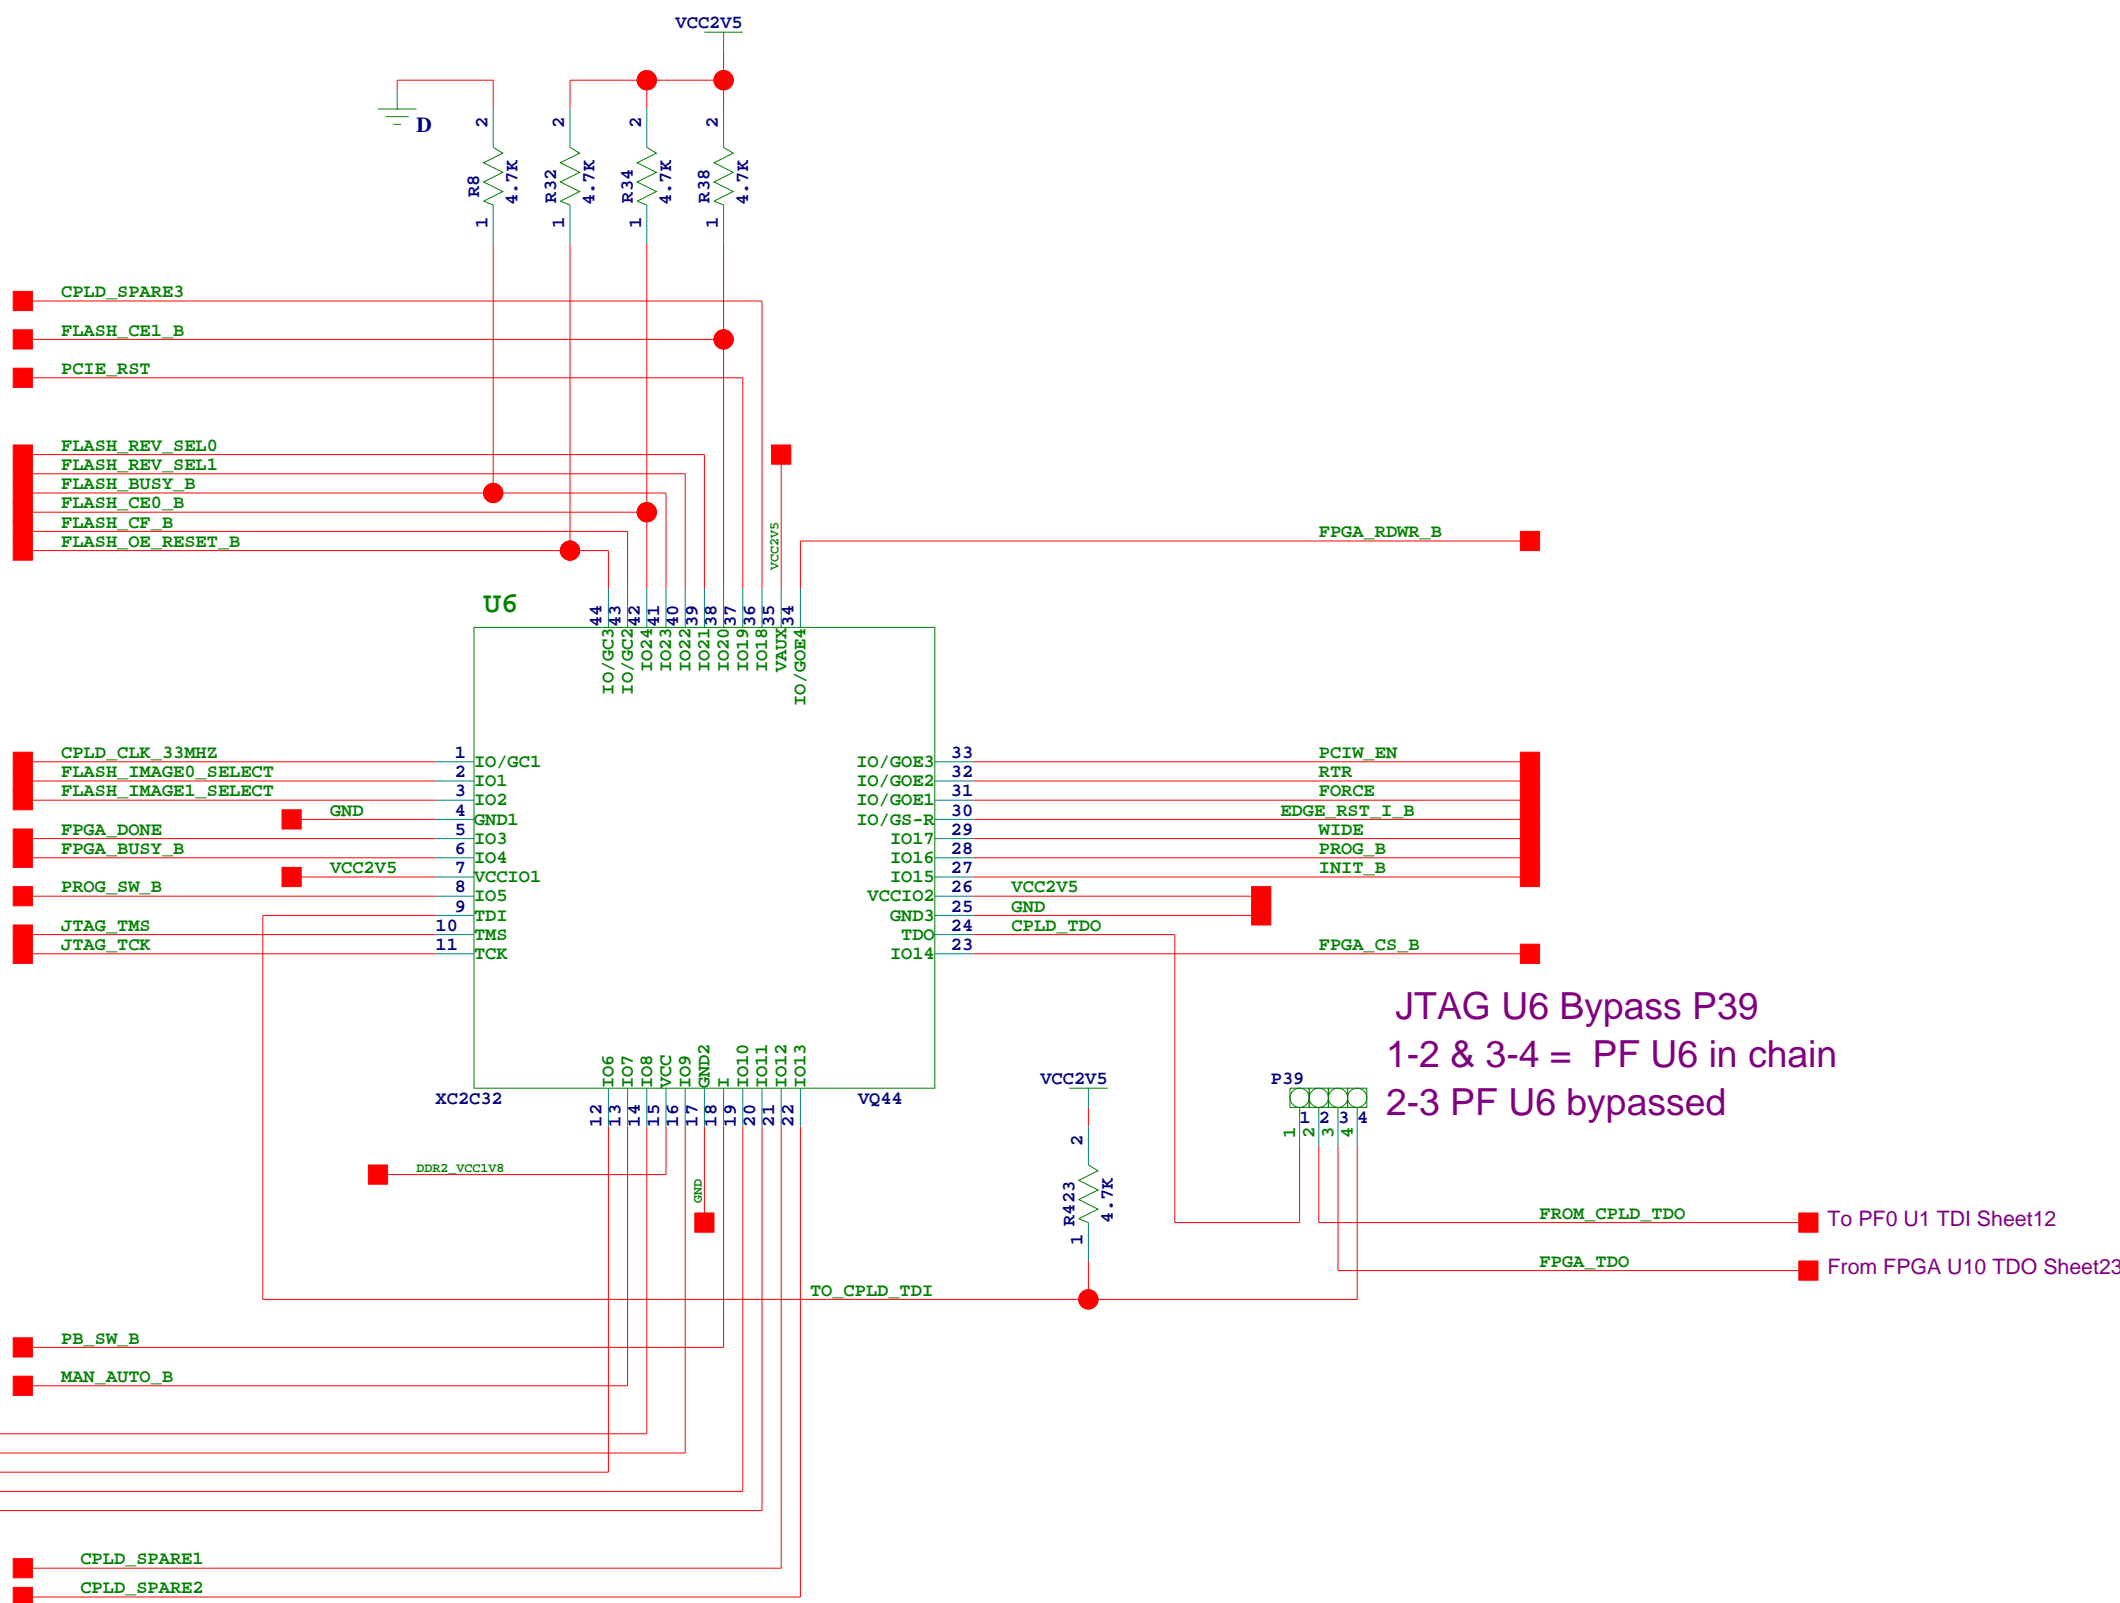 VCC2V5
D
2
2
2
2
R8
4.7K
R32
4.7K
R34
4.7K
R38
4.7K
1
1
1
1
CPLD_SPARE3
FLASH_CE1_B
PCIE_RST
FLASH_REV_SEL0
FLASH_REV_SEL1
FLASH_BUSY_B
FLASH_CE0_B
FLASH_CF_B
FLASH_OE_RESET_B
VCC2V5
FPGA_RDWR_B
U6
44
43
42
41
40
39
38
37
36
35
34
IO/GC3
IO/GC2
IO24
IO23
IO22
IO21
IO20
IO19
IO18
VAUX
IO/GOE4
CPLD_CLK_33MHZ 1 IO/GC1
FLASH_IMAGE0_SELECT 2 IO1
FLASH_IMAGE1_SELECT 3 IO2
GND 4 GND1
FPGA_DONE 5 IO3
FPGA_BUSY_B 6 IO4
VCC2V5 7 VCCIO1
PROG_SW_B 8 IO5
9 TDI
JTAG_TMS 10 TMS
JTAG_TCK 11 TCK
IO/GOE3 33 PCIW_EN
IO/GOE2 32 RTR
IO/GOE1 31 FORCE
IO/GS-R 30 EDGE_RST_I_B
IO17 29 WIDE
IO16 28 PROG_B
IO15 27 INIT_B
VCCIO2 26 VCC2V5
GND3 25 GND
TDO 24 CPLD_TDO
IO14 23 FPGA_CS_B
JTAG U6 Bypass P39
1-2 & 3-4 = PF U6 in chain
2-3 PF U6 bypassed
IO6
IO7
IO8
VCC
IO9
GND2
I
IO10
IO11
IO12
IO13
XC2C32
VQ44
12
13
14
15
16
17
18
19
20
21
22
VCC2V5
P39
1 2 3 4
1
2
3
4
2
R423
4.7K
1
DDR2_VCC1V8
GND
FROM_CPLD_TDO To PF0 U1 TDI Sheet12
FPGA_TDO From FPGA U10 TDO Sheet23
TO_CPLD_TDI
PB_SW_B
MAN_AUTO_B
CPLD_SPARE1
CPLD_SPARE2